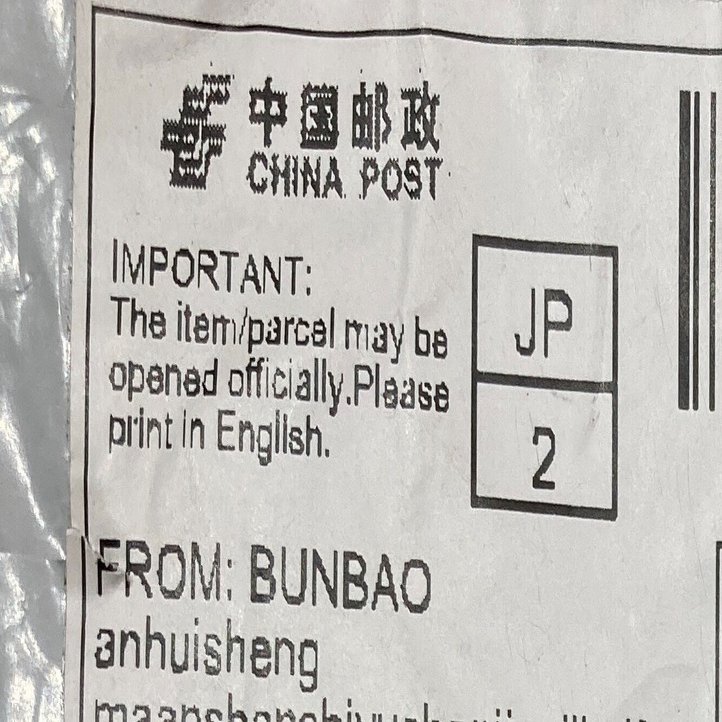 中国邮政
CHINA POST
IMPORTANT:
The item/parcel may be
opened officially.Please
print in English.
JP
2
FROM: BUNBAO
anhuisheng